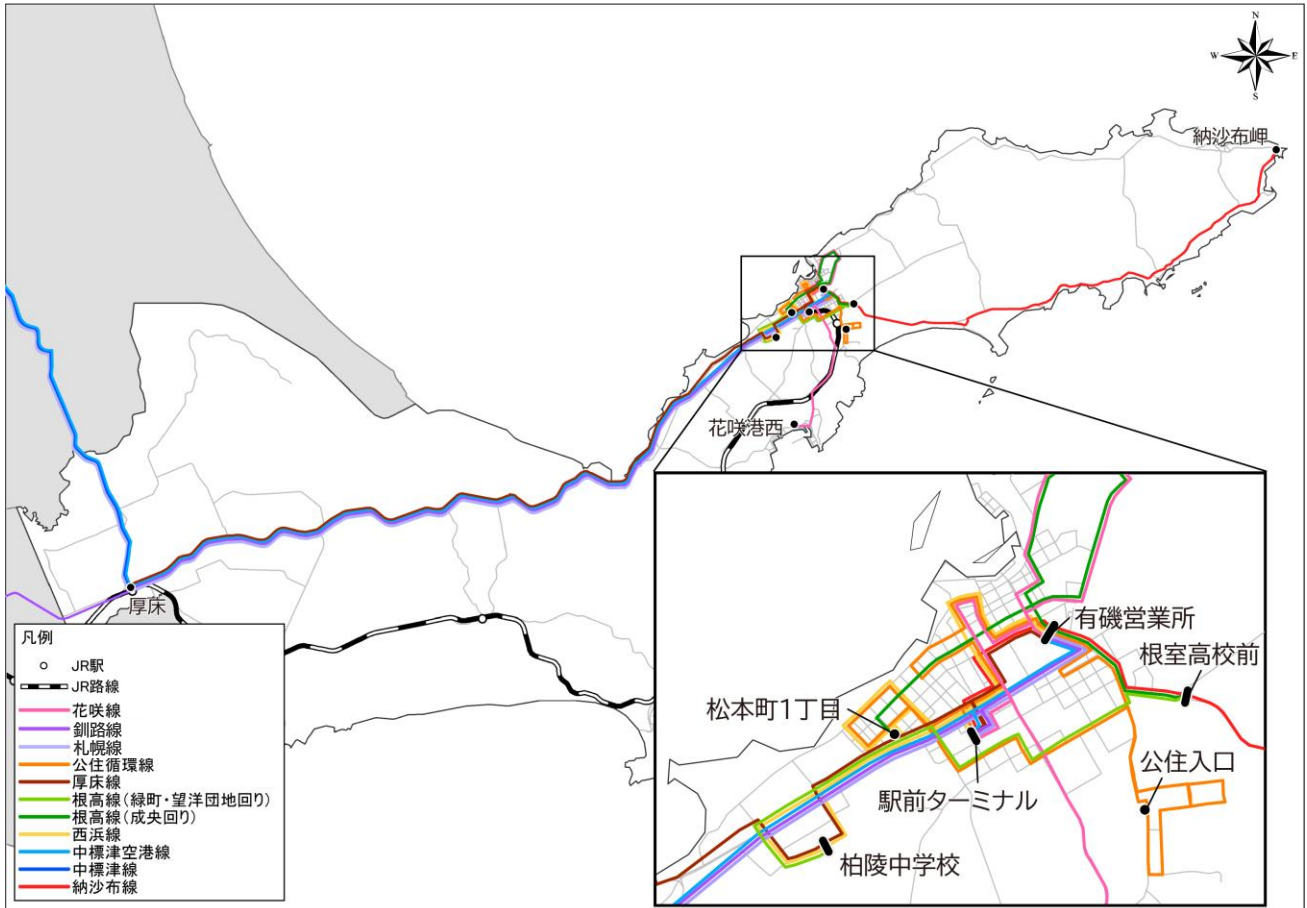 N
W
E
S
納沙布岬
花咲港西
厚床
有磯営業所
根室高校前
松本町1丁目
公住入口
駅前ターミナル
柏陵中学校
凡例
JR駅
JR路線
花咲線
釧路線
札幌線
公住循環線
厚床線
根高線(緑町・望洋団地回り)
根高線(成央回り)
西浜線
中標津空港線
中標津線
納沙布線